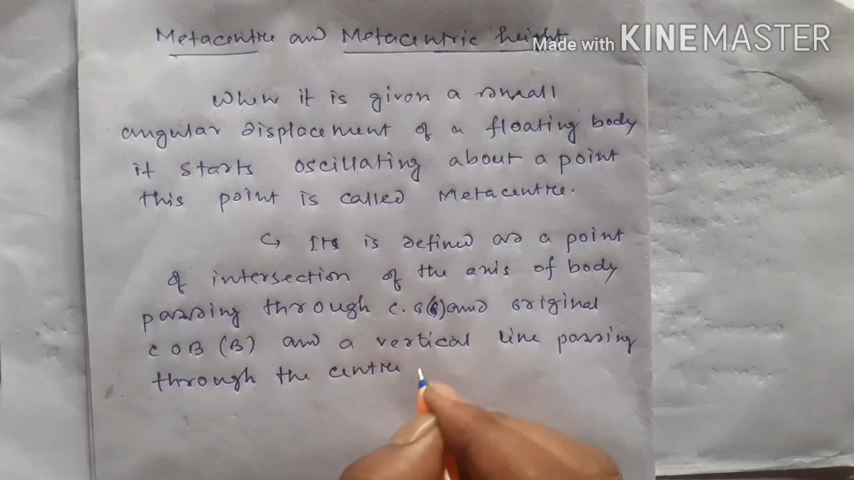 Metacentre and Metacentric height
Made with KINEMASTER
When it is given a small
angular displacement of a floating body
it starts oscillating about a point
this point is called Metacentre.
↪ Its is defined as a point
of intersection of the axis of body
passing through C.G(G) and original
COB (B) and a vertical line passing
through the centre